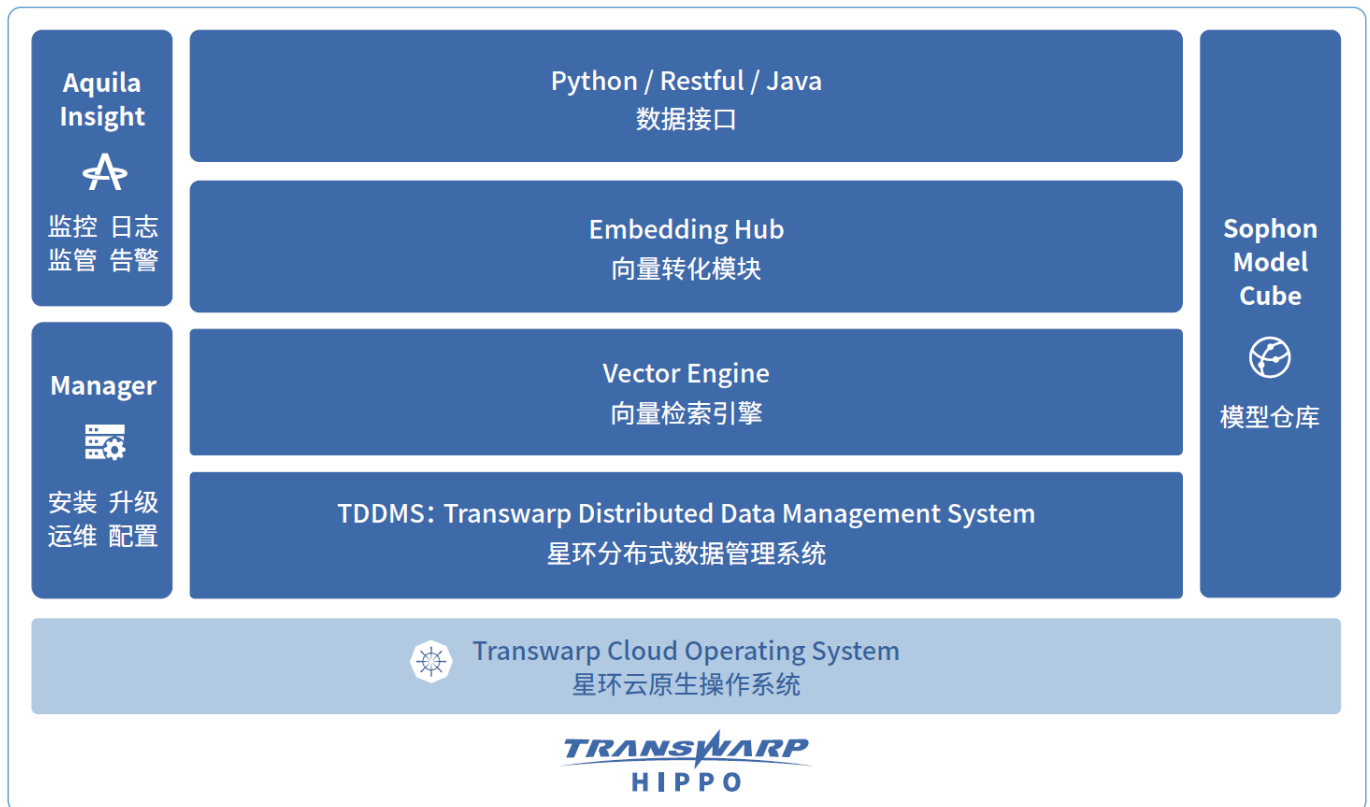 Aquila
Insight
监控 日志
监管 告警
Manager
安装 升级
运维 配置
Python / Restful / Java
数据接口
Embedding Hub
向量转化模块
Vector Engine
向量检索引擎
TDDMS：Transwarp Distributed Data Management System
星环分布式数据管理系统
Sophon
Model
Cube
模型仓库
Transwarp Cloud Operating System
星环云原生操作系统
TRANSWARP
HIPPO